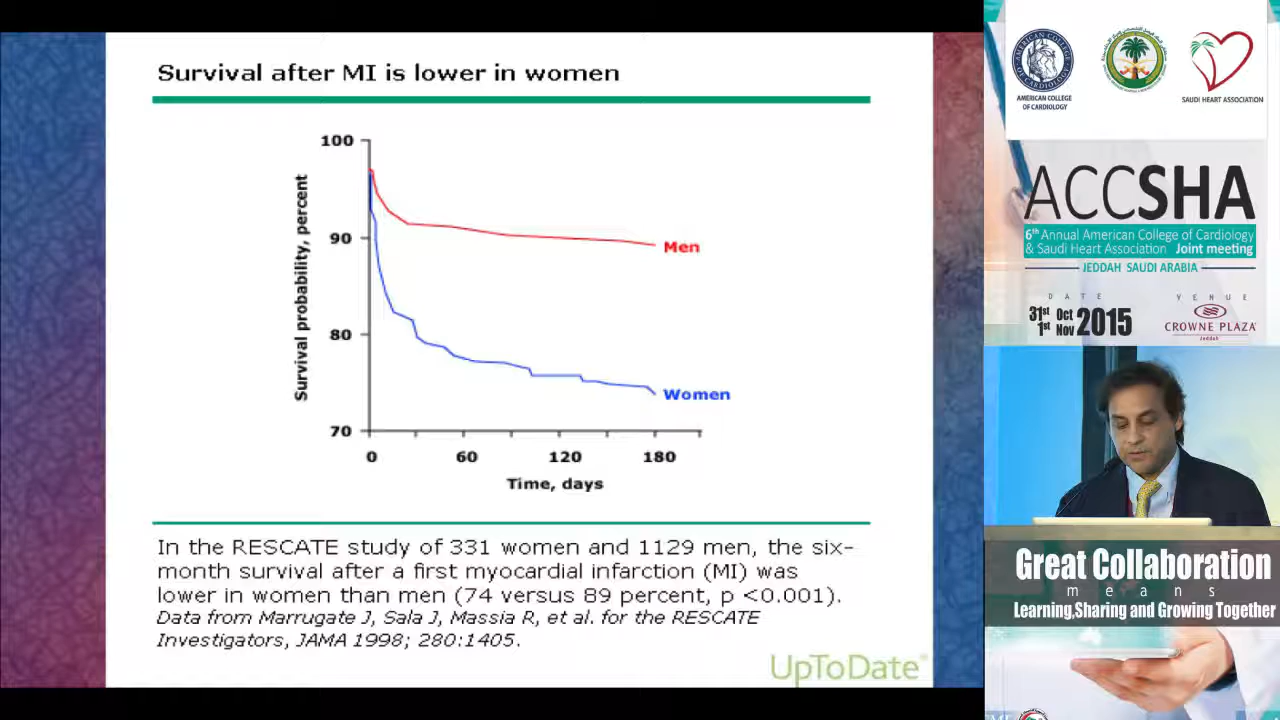 Survival after MI is lower in women
100
90
80
70
Survival probability, percent
Men
Women
0
60
120
180
Time, days
In the RESCATE study of 331 women and 1129 men, the six-
month survival after a first myocardial infarction (MI) was
lower in women than men (74 versus 89 percent, p <0.001).
Data from Marrugate J, Sala J, Massia R, et al. for the RESCATE
Investigators, JAMA 1998; 280:1405.
UpToDate®
AMERICAN COLLEGE OF CARDIOLOGY
AMERICAN COLLEGE
OF CARDIOLOGY
SAUDI HEART ASSOCIATION
ACCSHA
6th Annual American College of Cardiology
& Saudi Heart Association Joint meeting
JEDDAH SAUDI ARABIA
DATE
31st Oct
1st Nov
2015
VENUE
CROWNE PLAZA
Jeddah
Great Collaboration
means
Learning,Sharing and Growing Together